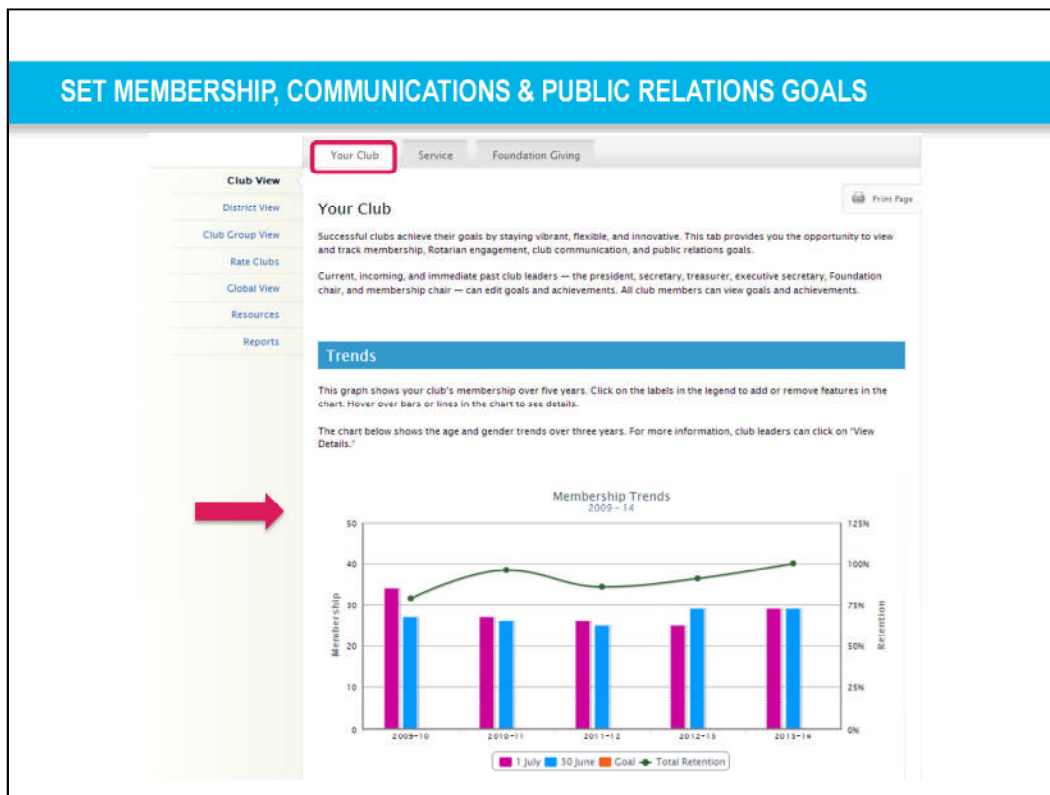 SET MEMBERSHIP, COMMUNICATIONS & PUBLIC RELATIONS GOALS
Your Club
Service
Foundation Giving
Club View
District View
Club Group View
Rate Clubs
Global View
Resources
Reports
Print Page
Your Club
Successful clubs achieve their goals by staying vibrant, flexible, and innovative. This tab provides you the opportunity to view
and track membership, Rotarian engagement, club communication, and public relations goals.
Current, incoming, and immediate past club leaders — the president, secretary, treasurer, executive secretary, Foundation
chair, and membership chair — can edit goals and achievements. All club members can view goals and achievements.
Trends
This graph shows your club's membership over five years. Click on the labels in the legend to add or remove features in the
chart. Hover over bars or lines in the chart to see details.
The chart below shows the age and gender trends over three years. For more information, club leaders can click on "View
Details."
Membership Trends
2009 - 14
Membership
50
40
30
20
10
0
125%
100%
75%
50%
25%
0%
Retention
2009-10
2010-11
2011-12
2012-13
2013-14
1 July
30 June
Goal
Total Retention